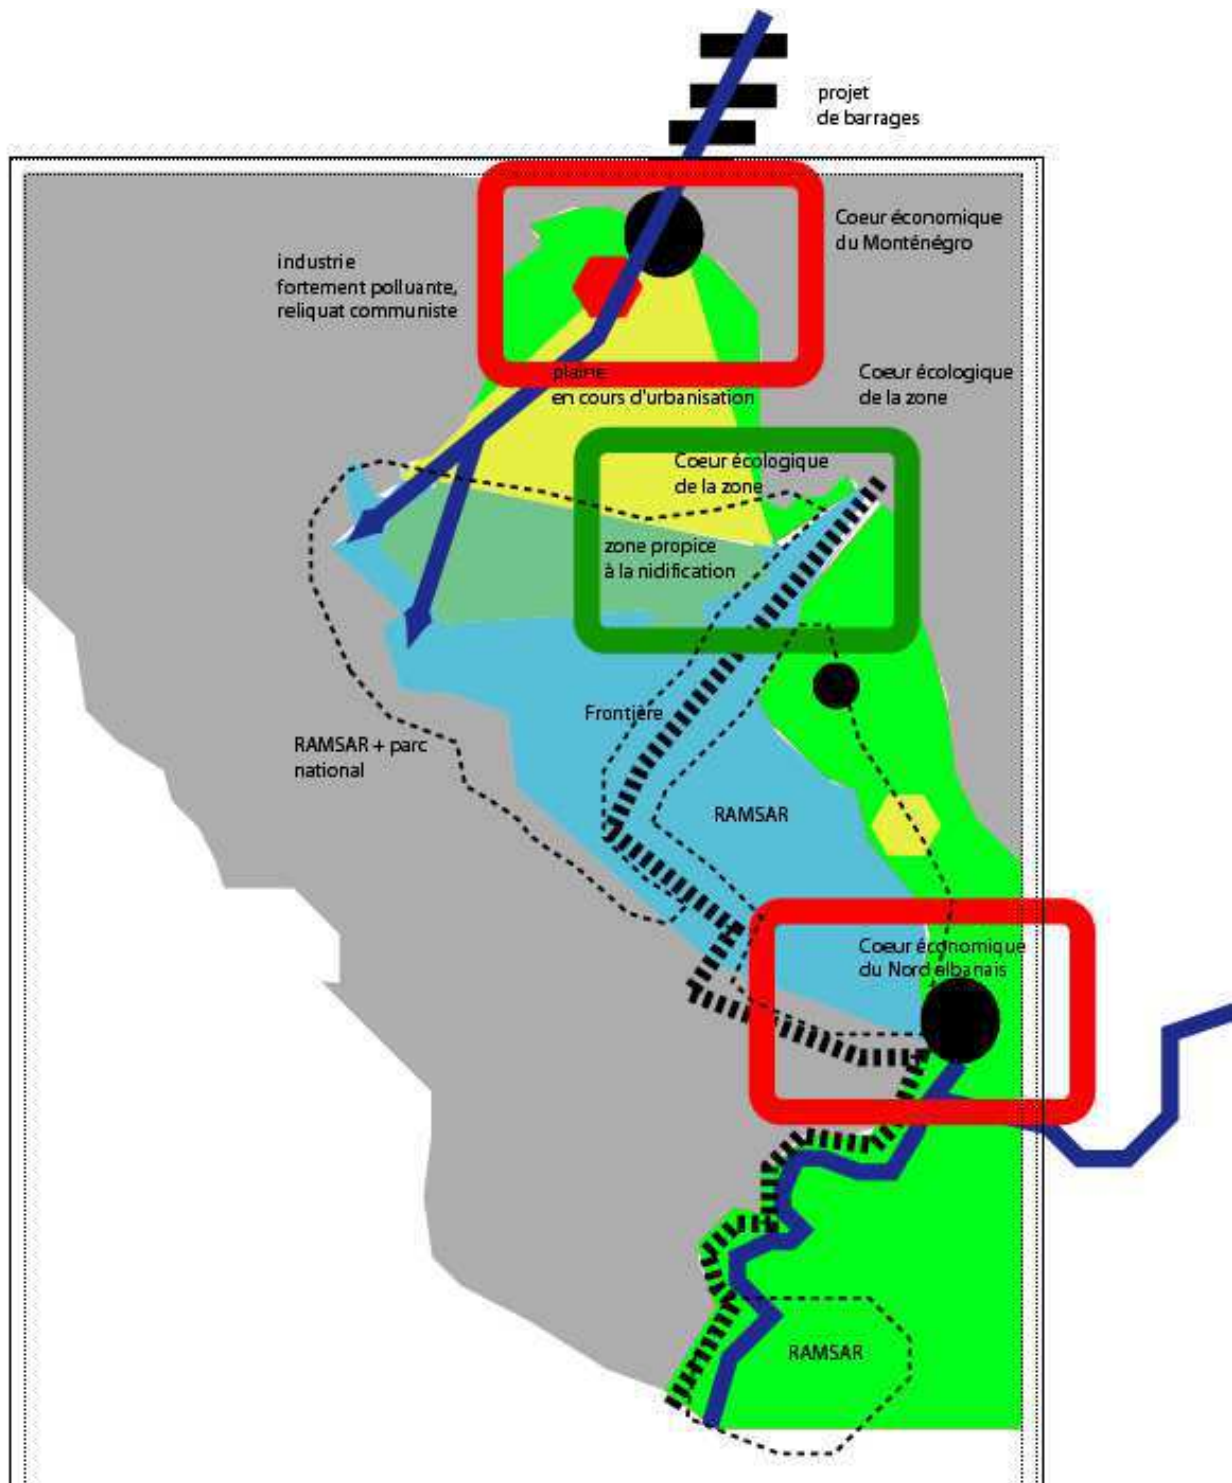 projet
de barrages
Coeur économique
du Monténégro
industrie
fortement polluante,
reliquat communiste
plaine
en cours d'urbanisation
Coeur écologique
de la zone
Coeur écologique
de la zone
zone propice
à la nidification
Frontière
RAMSAR + parc
national
RAMSAR
Coeur économique
du Nord elbanais
RAMSAR